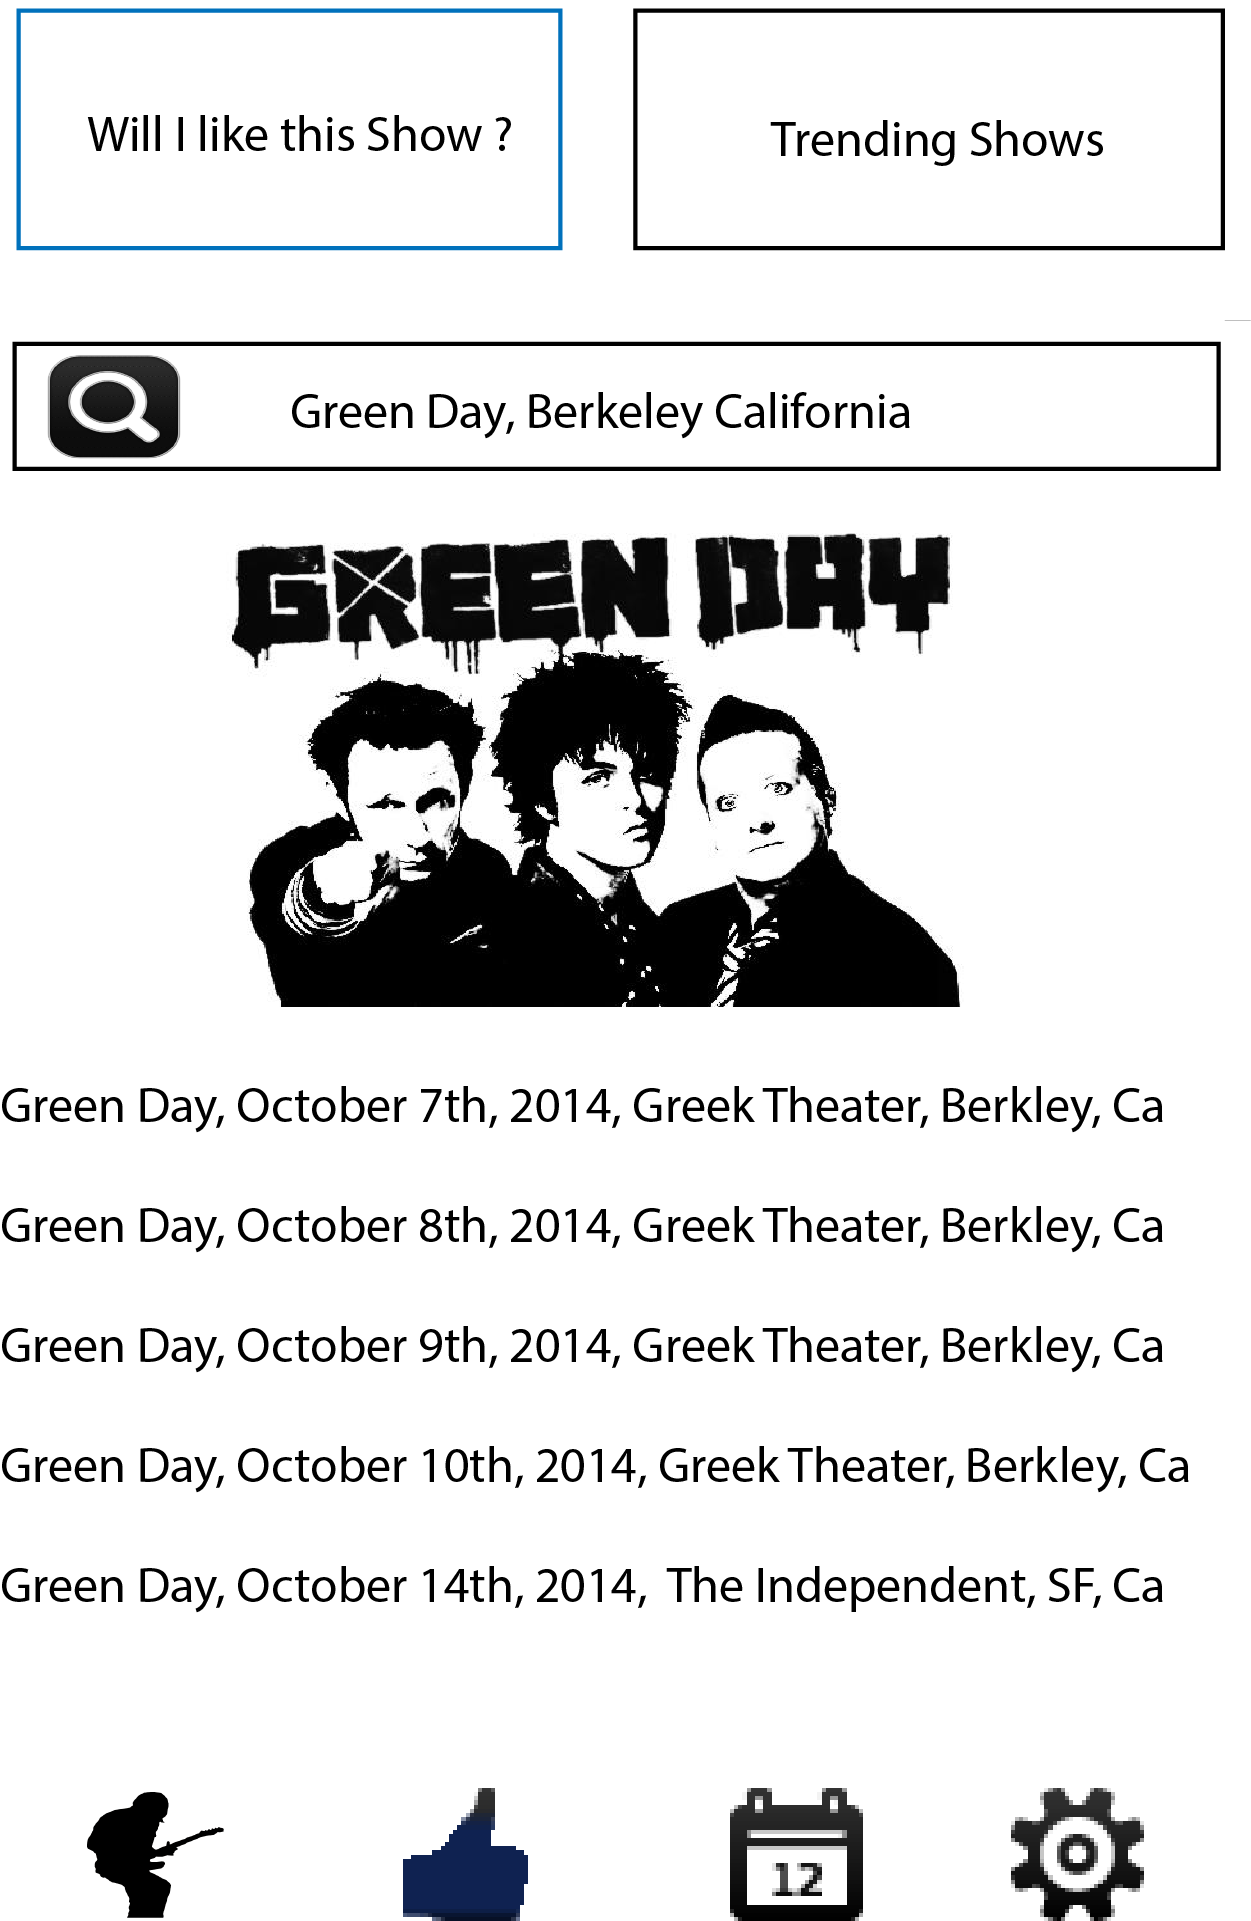 Will I like this Show ?
Trending Shows
Green Day, Berkeley California
GREEN DAY
Green Day, October 7th, 2014, Greek Theater, Berkley, Ca
Green Day, October 8th, 2014, Greek Theater, Berkley, Ca
Green Day, October 9th, 2014, Greek Theater, Berkley, Ca
Green Day, October 10th, 2014, Greek Theater, Berkley, Ca
Green Day, October 14th, 2014, The Independent, SF, Ca
12